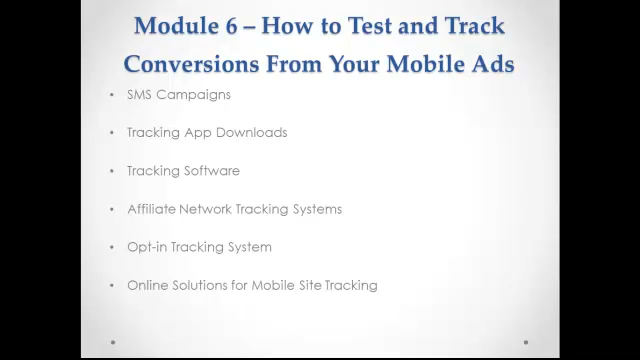 Module 6 – How to Test and Track
Conversions From Your Mobile Ads
• SMS Campaigns
• Tracking App Downloads
• Tracking Software
• Affiliate Network Tracking Systems
• Opt-in Tracking System
• Online Solutions for Mobile Site Tracking